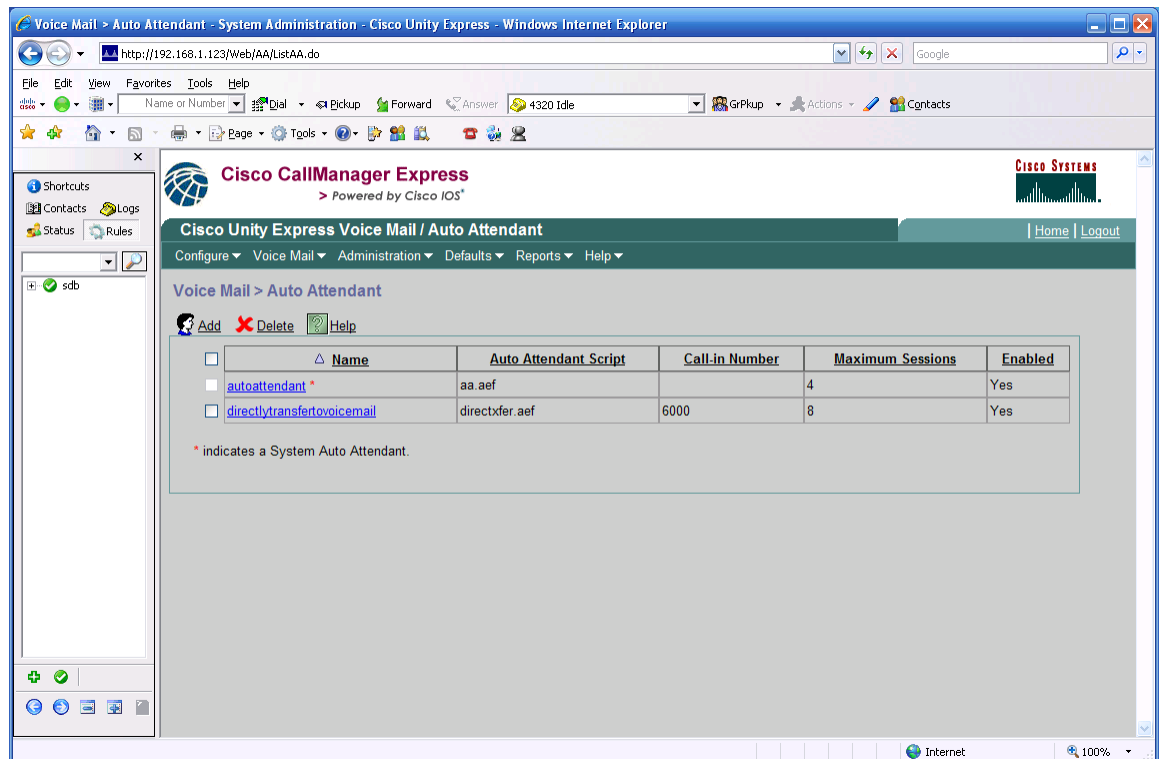 Voice Mail > Auto Attendant - System Administration - Cisco Unity Express - Windows Internet Explorer
http://192.168.1.123/Web/AA/ListAA.do
Google
File Edit View Favorites Tools Help
cisco Name or Number Dial Pickup Forward Answer 4320 Idle GrPkup Actions Contacts
Page Tools
Shortcuts
Contacts Logs
Status Rules
sdb
Cisco CallManager Express
> Powered by Cisco IOS®
CISCO SYSTEMS
Cisco Unity Express Voice Mail / Auto Attendant
| Home | Logout
Configure Voice Mail Administration Defaults Reports Help
Voice Mail > Auto Attendant
Add Delete Help
Name Auto Attendant Script Call-in Number Maximum Sessions Enabled
autoattendant * aa.aef 4 Yes
directlytransfertovoicemail directxfer.aef 6000 8 Yes
* indicates a System Auto Attendant.
Internet 100%